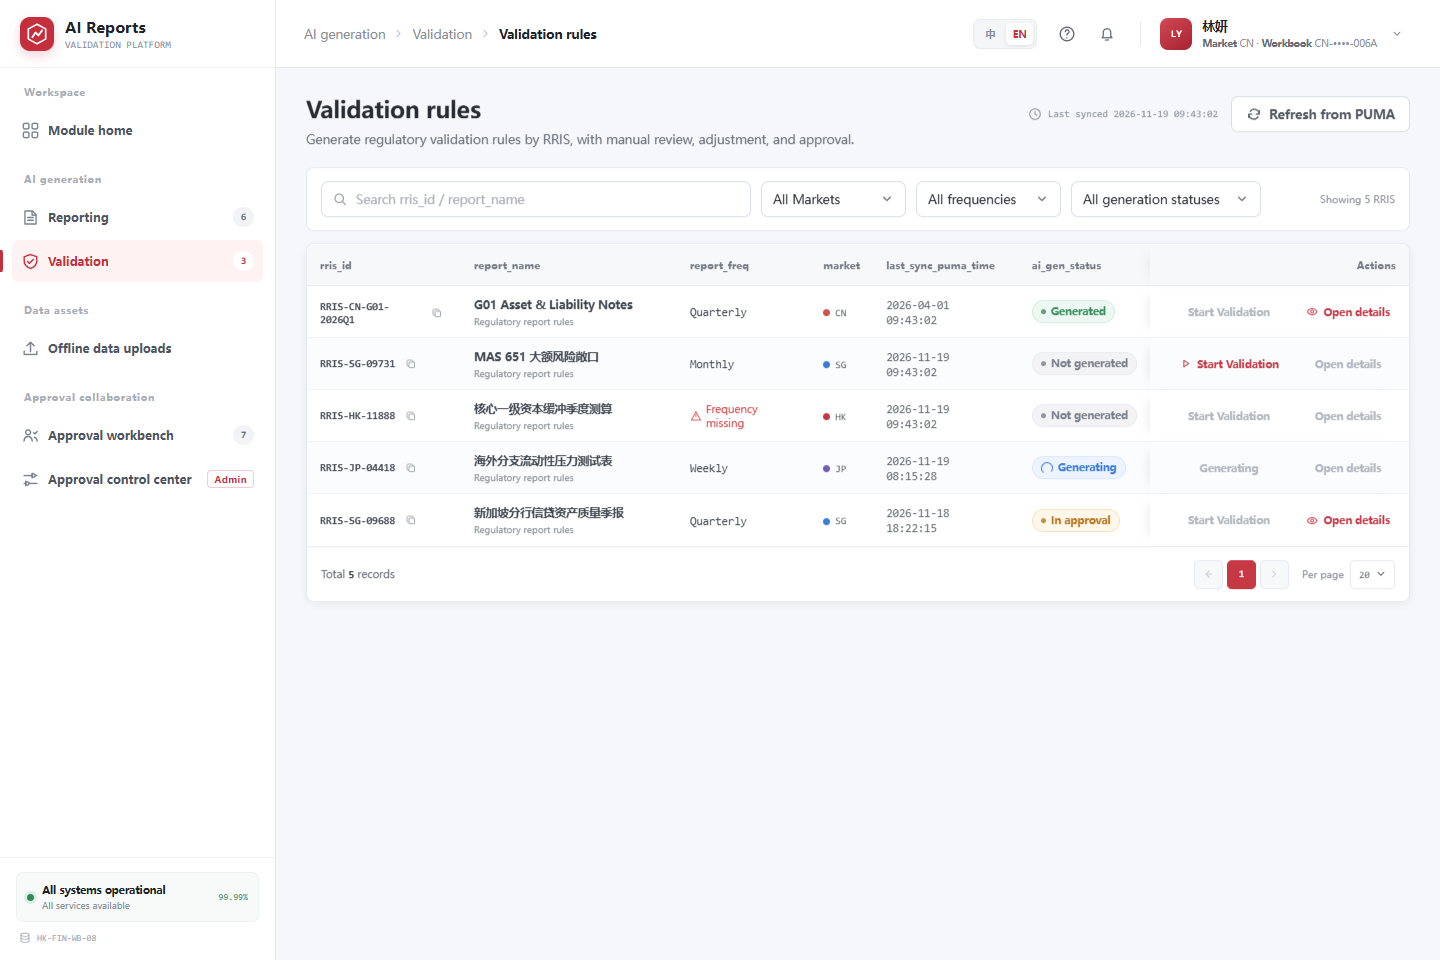 AI Reports
VALIDATION PLATFORM
Workspace
Module home
AI generation
Reporting 6
Validation 3
Data assets
Offline data uploads
Approval collaboration
Approval workbench 7
Approval control center Admin
All systems operational
All services available
99.99%
HK-FIN-WB-08
AI generation > Validation > Validation rules
中 EN
LY
林妍
Market CN · Workbook CN-••••-006A
Validation rules
Generate regulatory validation rules by RRIS, with manual review, adjustment, and approval.
Last synced 2026-11-19 09:43:02
Refresh from PUMA
Search rris_id / report_name
All Markets
All frequencies
All generation statuses
Showing 5 RRIS
rris_id report_name report_freq market last_sync_puma_time ai_gen_status Actions
RRIS-CN-G01-
2026Q1
G01 Asset & Liability Notes
Regulatory report rules
Quarterly
CN
2026-04-01
09:43:02
Generated
Start Validation
Open details
RRIS-SG-09731
MAS 651 大额风险敞口
Regulatory report rules
Monthly
SG
2026-11-19
09:43:02
Not generated
Start Validation
Open details
RRIS-HK-11888
核心一级资本缓冲季度测算
Regulatory report rules
Frequency
missing
HK
2026-11-19
09:43:02
Not generated
Start Validation
Open details
RRIS-JP-04418
海外分支流动性压力测试表
Regulatory report rules
Weekly
JP
2026-11-19
08:15:28
Generating
Generating
Open details
RRIS-SG-09688
新加坡分行信贷资产质量季报
Regulatory report rules
Quarterly
SG
2026-11-18
18:22:15
In approval
Start Validation
Open details
Total 5 records
1
Per page 20